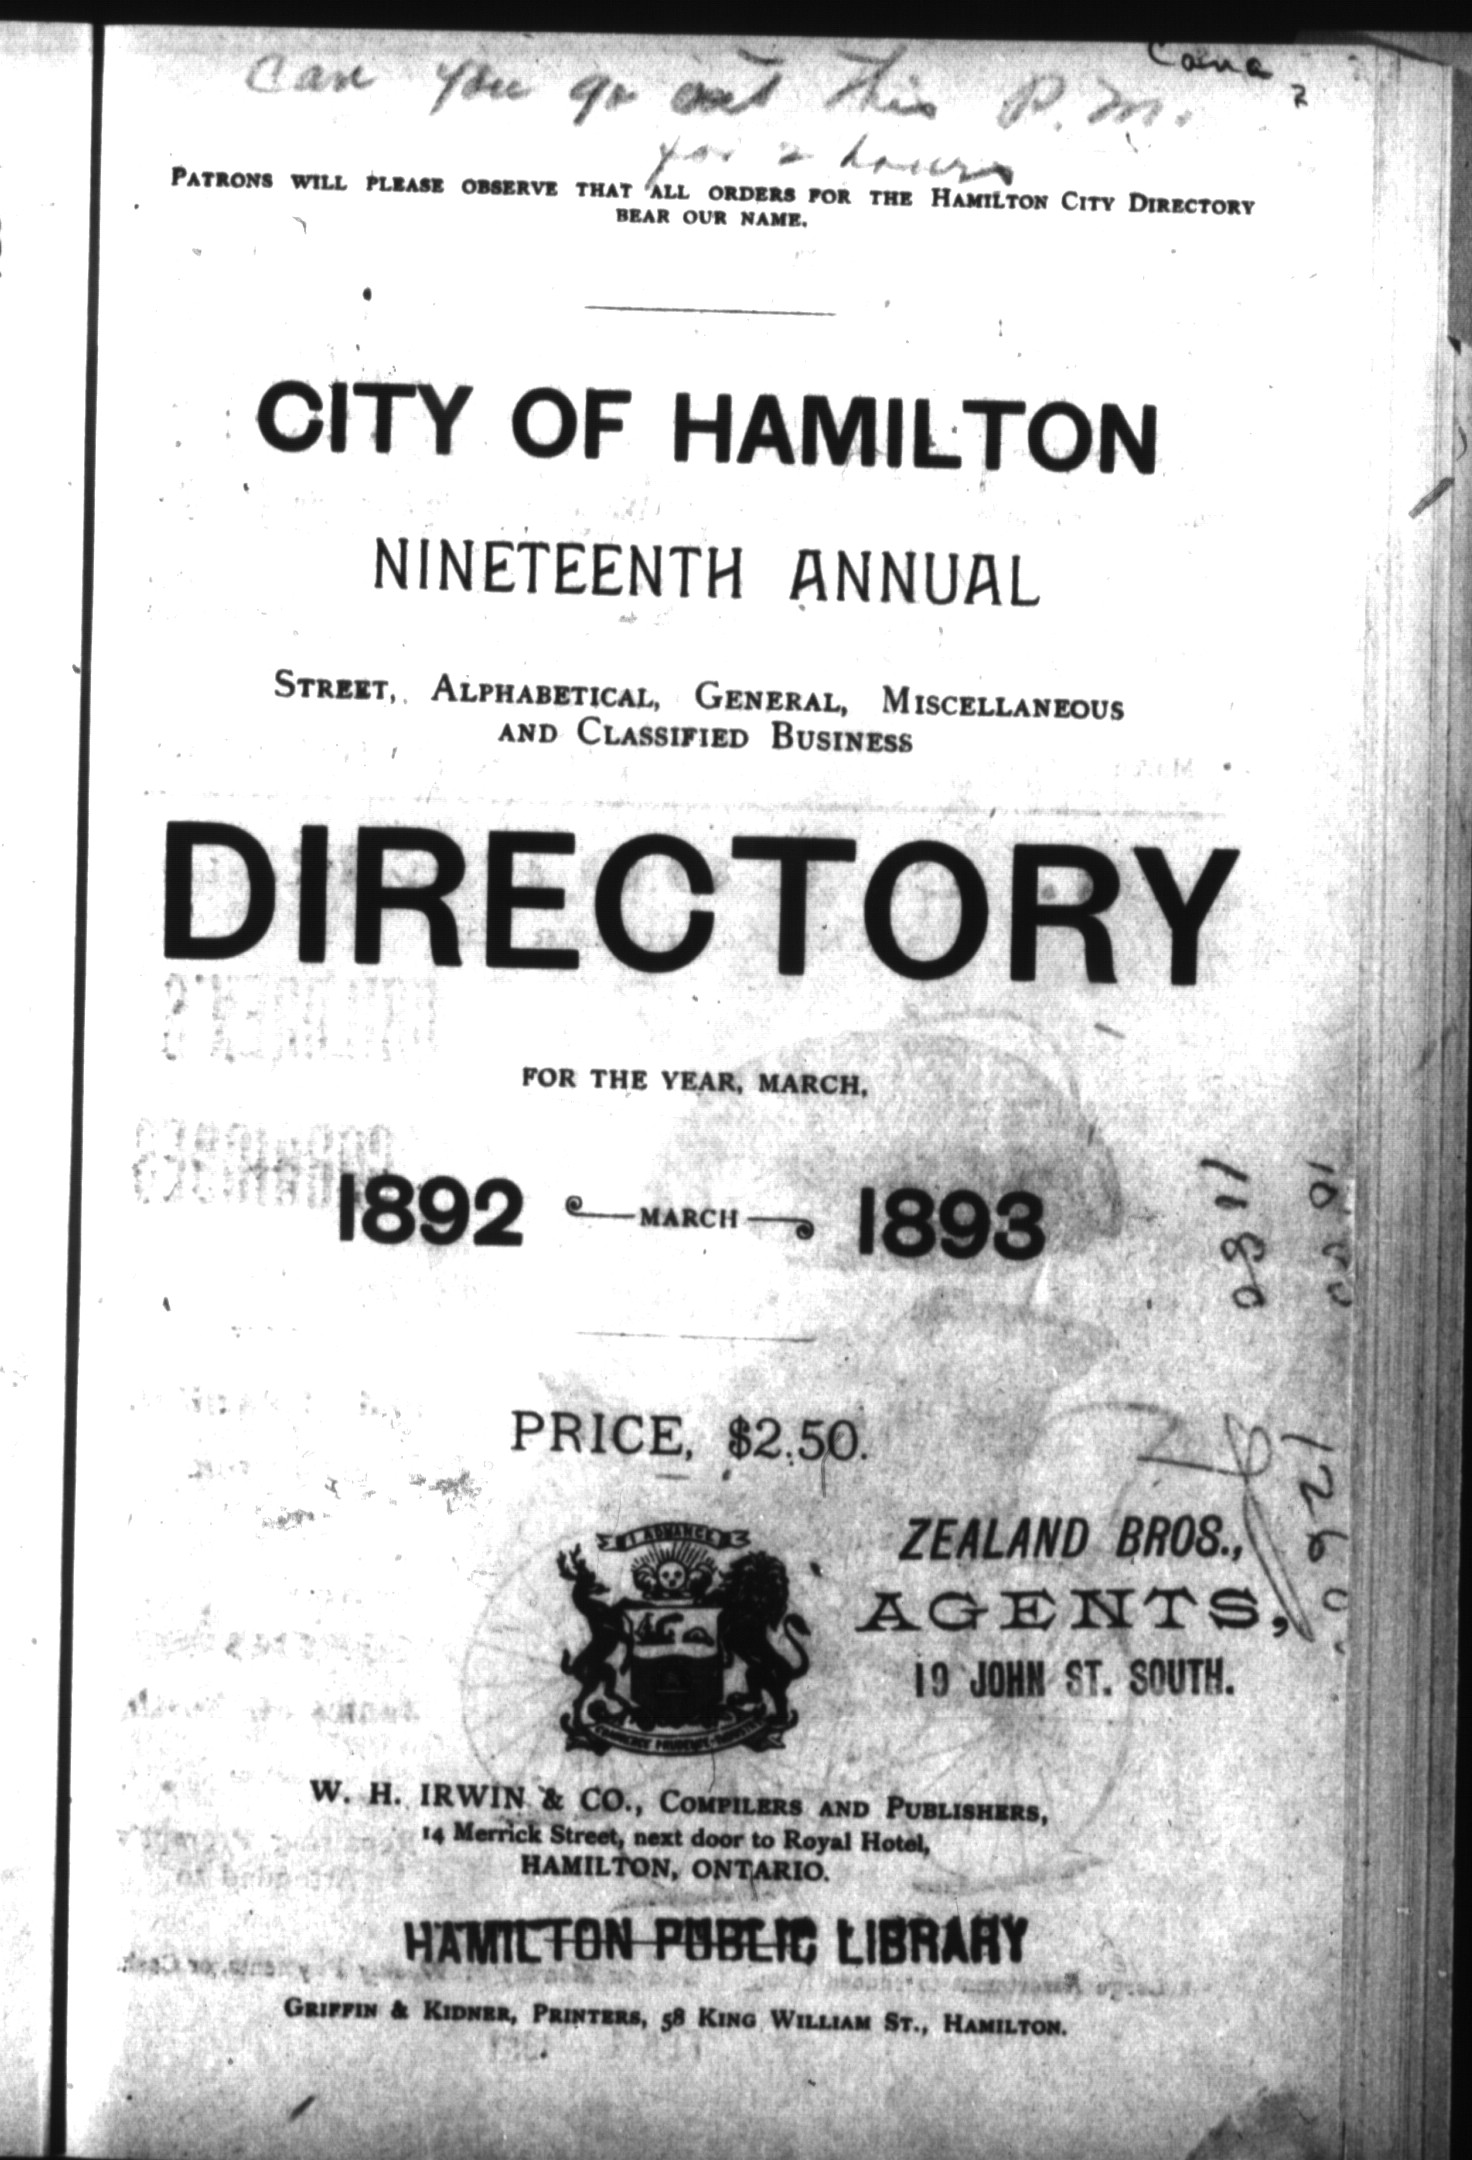 Can you go out this P.M.
for 2 hours
PATRONS WILL PLEASE OBSERVE THAT ALL ORDERS FOR THE HAMILTON CITY DIRECTORY
BEAR OUR NAME.
CITY OF HAMILTON
NINETEENTH ANNUAL
STREET, ALPHABETICAL, GENERAL, MISCELLANEOUS
AND CLASSIFIED BUSINESS
DIRECTORY
FOR THE YEAR, MARCH,
1892 MARCH 1893
1180
PRICE, $2.50.
I ADVANCE
ZEALAND BROS.,
AGENTS,
19 JOHN ST. SOUTH.
1260
W. H. IRWIN & CO., COMPILERS AND PUBLISHERS,
14 Merrick Street, next door to Royal Hotel,
HAMILTON, ONTARIO.
HAMILTON PUBLIC LIBRARY
GRIFFIN & KIDNER, PRINTERS, 58 KING WILLIAM ST., HAMILTON.